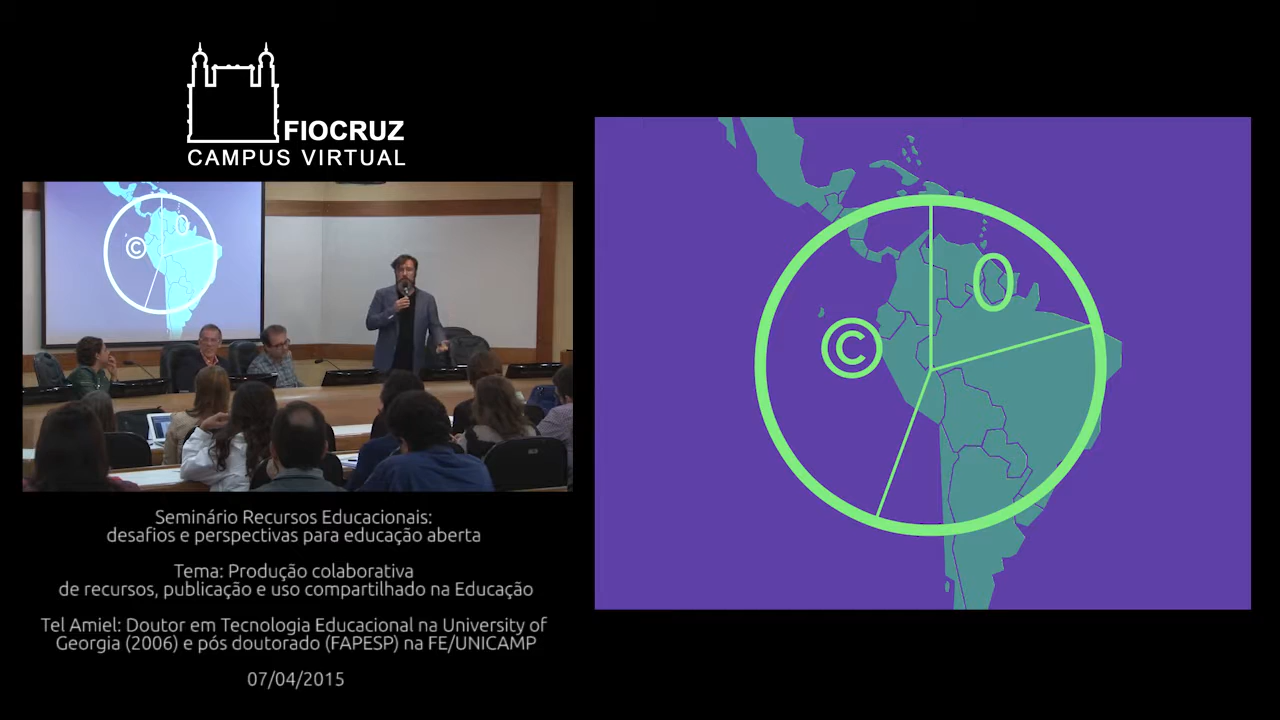 FIOCRUZ
CAMPUS VIRTUAL
Seminário Recursos Educacionais:
desafios e perspectivas para educação aberta
Tema: Produção colaborativa
de recursos, publicação e uso compartilhado na Educação
Tel Amiel: Doutor em Tecnologia Educacional na University of
Georgia (2006) e pós doutorado (FAPESP) na FE/UNICAMP
07/04/2015
©
0